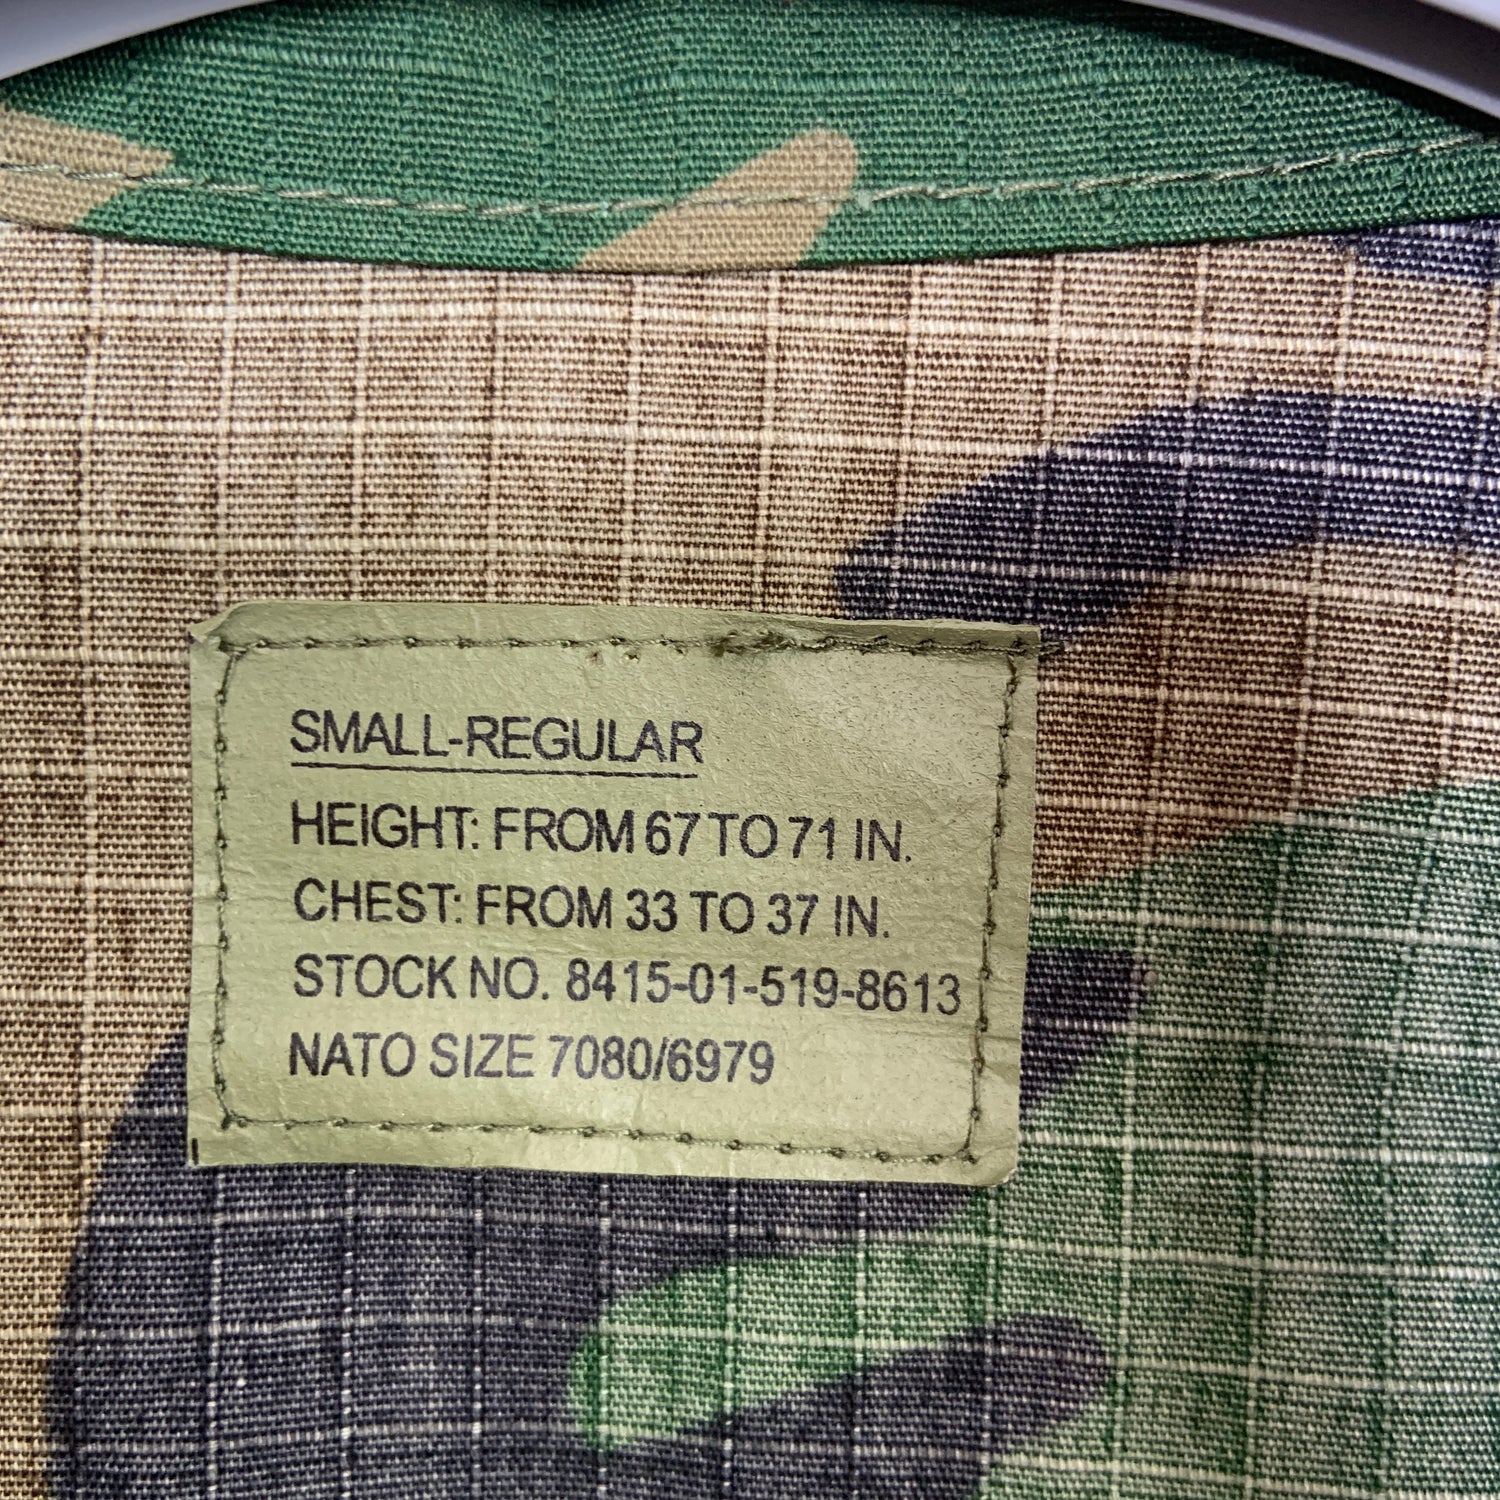 SMALL-REGULAR
HEIGHT: FROM 67 TO 71 IN.
CHEST: FROM 33 TO 37 IN.
STOCK NO. 8415-01-519-8613
NATO SIZE 7080/6979